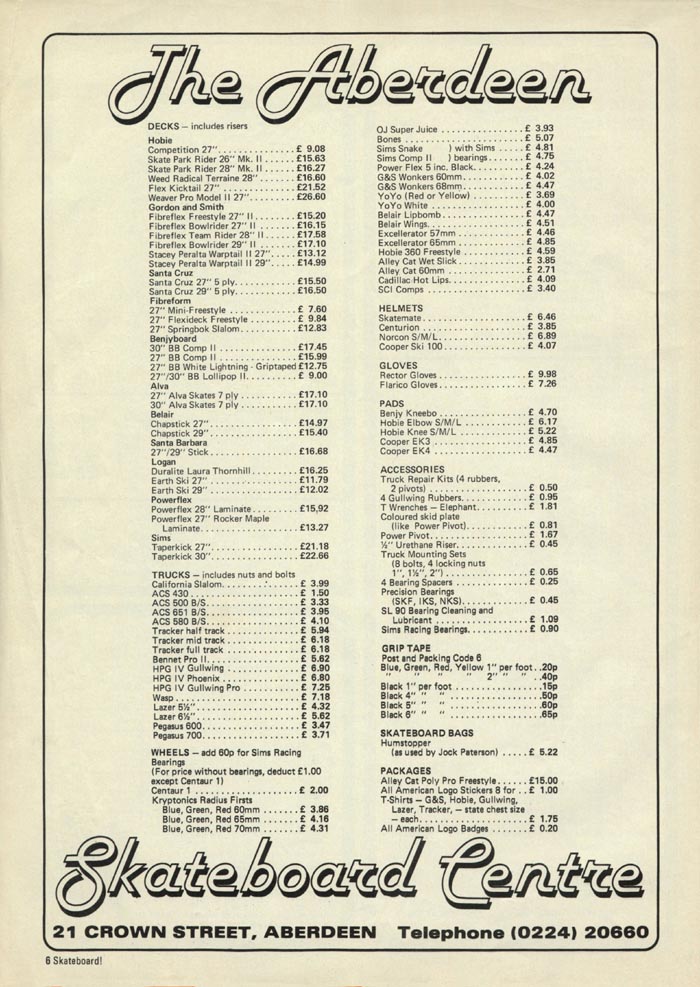 The Aberdeen
DECKS — includes risers
Hobie
Competition 27" £ 9.08
Skate Park Rider 26" Mk. II £15.63
Skate Park Rider 28" Mk. II £16.27
Weed Radical Terraine 28" £16.60
Flex Kicktail 27" £21.52
Weaver Pro Model II 27" £26.60
Gordon and Smith
Fibreflex Freestyle 27" II £15.20
Fibreflex Bowlrider 27" II £16.15
Fibreflex Team Rider 28" II £17.58
Fibreflex Bowlrider 29" II £17.10
Stacey Peralta Warptail II 27" £13.12
Stacey Peralta Warptail II 29" £14.99
Santa Cruz
Santa Cruz 27" 5 ply £15.50
Santa Cruz 29" 5 ply £16.50
Fibreform
27" Mini-Freestyle £ 7.60
27" Flexideck Freestyle £ 9.84
27" Springbok Slalom £12.83
Benjyboard
30" BB Comp II £17.45
27" BB Comp II £15.99
27" BB White Lightning - Griptaped £12.75
27"/30" BB Lollipop II £ 9.00
Alva
27" Alva Skates 7 ply £17.10
30" Alva Skates 7 ply £17.10
Belair
Chapstick 27" £14.97
Chapstick 29" £15.40
Santa Barbara
27"/29" Stick £16.68
Logan
Duralite Laura Thornhill £16.25
Earth Ski 27" £11.79
Earth Ski 29" £12.02
Powerflex
Powerflex 28" Laminate £15,92
Powerflex 27" Rocker Maple
Laminate £13.27
Sims
Taperkick 27" £21.18
Taperkick 30" £22.66
TRUCKS — includes nuts and bolts
California Slalom £ 3.99
ACS 430 £ 1.50
ACS 500 B/S £ 3.33
ACS 651 B/S £ 3.95
ACS 580 B/S £ 4.10
Tracker half track £ 5.94
Tracker mid track £ 6.18
Tracker full track £ 6.18
Bennet Pro II £ 5.62
HPG IV Gullwing £ 6.90
HPG IV Phoenix £ 6.80
HPG IV Gullwing Pro £ 7.25
Wasp £ 7.18
Lazer 5½" £ 4.32
Lazer 6½" £ 5.62
Pegasus 600 £ 3.47
Pegasus 700 £ 3.71
WHEELS — add 60p for Sims Racing
Bearings
(For price without bearings, deduct £1.00
except Centaur 1)
Centaur 1 £ 2.00
Kryptonics Radius Firsts
Blue, Green, Red 60mm £ 3.86
Blue, Green, Red 65mm £ 4.16
Blue, Green, Red 70mm £ 4.31
OJ Super Juice £ 3.93
Bones £ 5.07
Sims Snake ) with Sims £ 4.81
Sims Comp II ) bearings £ 4.75
Power Flex 5 inc. Black £ 4.24
G&S Wonkers 60mm £ 4.02
G&S Wonkers 68mm £ 4.47
YoYo (Red or Yellow) £ 3.69
YoYo White £ 4.00
Belair Lipbomb £ 4.47
Belair Wings £ 4.51
Excellerator 57mm £ 4.46
Excellerator 65mm £ 4.85
Hobie 360 Freestyle £ 4.59
Alley Cat Wet Slick £ 3.85
Alley Cat 60mm £ 2.71
Cadillac Hot Lips £ 4.09
SCI Comps £ 3.40
HELMETS
Skatemate £ 6.46
Centurion £ 3.85
Norcon S/M/L £ 6.89
Cooper Ski 100 £ 4.07
GLOVES
Rector Gloves £ 9.98
Flarico Gloves £ 7.26
PADS
Benjy Kneebo £ 4.70
Hobie Elbow S/M/L £ 6.17
Hobie Knee S/M/L £ 5.22
Cooper EK3 £ 4.85
Cooper EK4 £ 4.47
ACCESSORIES
Truck Repair Kits (4 rubbers,
2 pivots) £ 0.50
4 Gullwing Rubbers £ 0.95
T Wrenches — Elephant £ 1.81
Coloured skid plate
(like Power Pivot) £ 0.81
Power Pivot £ 1.67
½" Urethane Riser £ 0.45
Truck Mounting Sets
(8 bolts, 4 locking nuts
1", 1½", 2") £ 0.65
4 Bearing Spacers £ 0.25
Precision Bearings
(SKF, IKS, NKS) £ 0.45
SL 90 Bearing Cleaning and
Lubricant £ 1.09
Sims Racing Bearings £ 0.90
GRIP TAPE
Post and Packing Code 6
Blue, Green, Red, Yellow 1" per foot .20p
" " " " 2" " " .40p
Black 1" per foot .15p
Black 4" " " .50p
Black 5" " " .60p
Black 6" " " .65p
SKATEBOARD BAGS
Humstopper
(as used by Jock Paterson) £ 5.22
PACKAGES
Alley Cat Poly Pro Freestyle £15.00
All American Logo Stickers 8 for £ 1.00
T-Shirts — G&S, Hobie, Gullwing,
Lazer, Tracker, — state chest size
— each £ 1.75
All American Logo Badges £ 0.20
Skateboard Centre
21 CROWN STREET, ABERDEEN Telephone (0224) 20660
6 Skateboard!